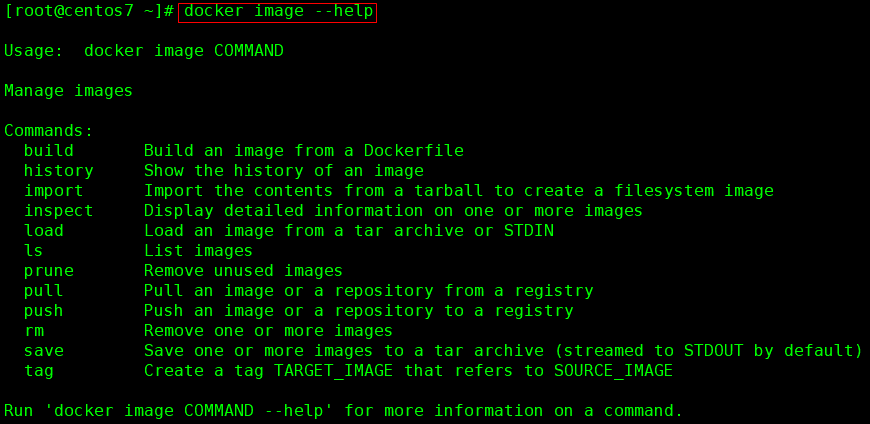 [root@centos7 ~]# docker image --help
Usage:  docker image COMMAND
Manage images
Commands:
  build       Build an image from a Dockerfile
  history     Show the history of an image
  import      Import the contents from a tarball to create a filesystem image
  inspect     Display detailed information on one or more images
  load        Load an image from a tar archive or STDIN
  ls          List images
  prune       Remove unused images
  pull        Pull an image or a repository from a registry
  push        Push an image or a repository to a registry
  rm          Remove one or more images
  save        Save one or more images to a tar archive (streamed to STDOUT by default)
  tag         Create a tag TARGET_IMAGE that refers to SOURCE_IMAGE
Run 'docker image COMMAND --help' for more information on a command.